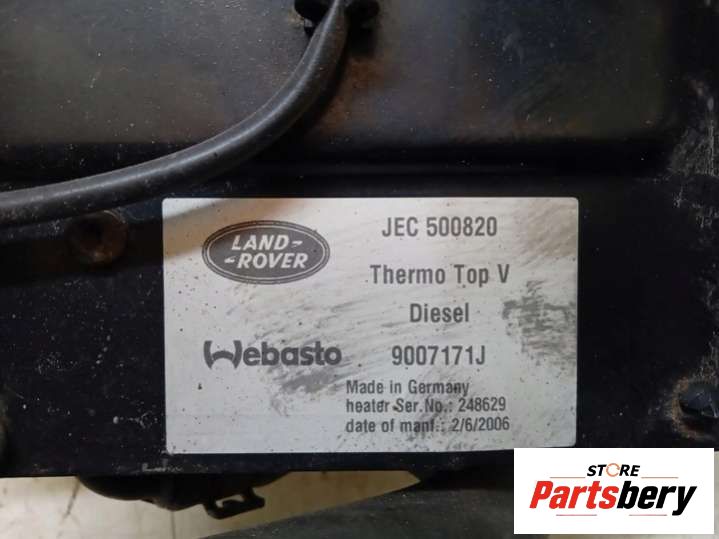 LAND-
-ROVER
JEC 500820
Thermo Top V
Diesel
Webasto 9007171J
Made in Germany
heater Ser.No.: 248629
date of manf.: 2/6/2006
STORE
Partsbery